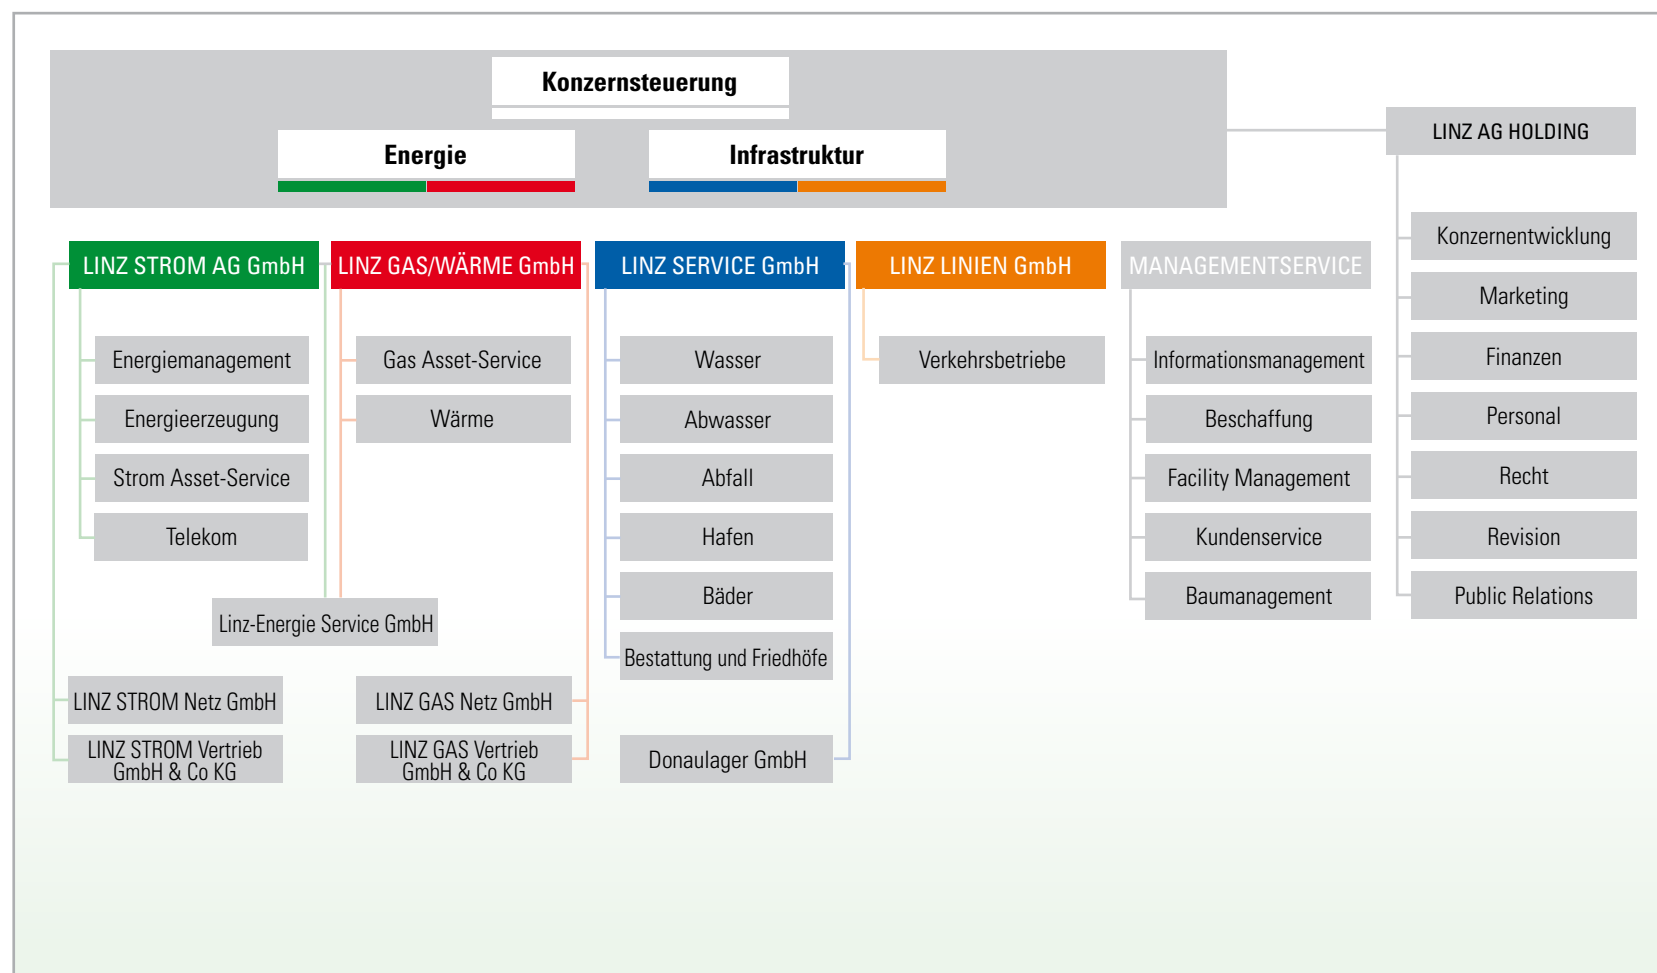 Konzernsteuerung
Energie
Infrastruktur
LINZ AG HOLDING
LINZ STROM AG GmbH
LINZ GAS/WÄRME GmbH
LINZ SERVICE GmbH
LINZ LINIEN GmbH
MANAGEMENTSERVICE
Energiemanagement
Energieerzeugung
Strom Asset-Service
Telekom
Gas Asset-Service
Wärme
Linz-Energie Service GmbH
LINZ STROM Netz GmbH
LINZ STROM Vertrieb
GmbH & Co KG
LINZ GAS Netz GmbH
LINZ GAS Vertrieb
GmbH & Co KG
Wasser
Abwasser
Abfall
Hafen
Bäder
Bestattung und Friedhöfe
Donaulager GmbH
Verkehrsbetriebe
Informationsmanagement
Beschaffung
Facility Management
Kundenservice
Baumanagement
Konzernentwicklung
Marketing
Finanzen
Personal
Recht
Revision
Public Relations